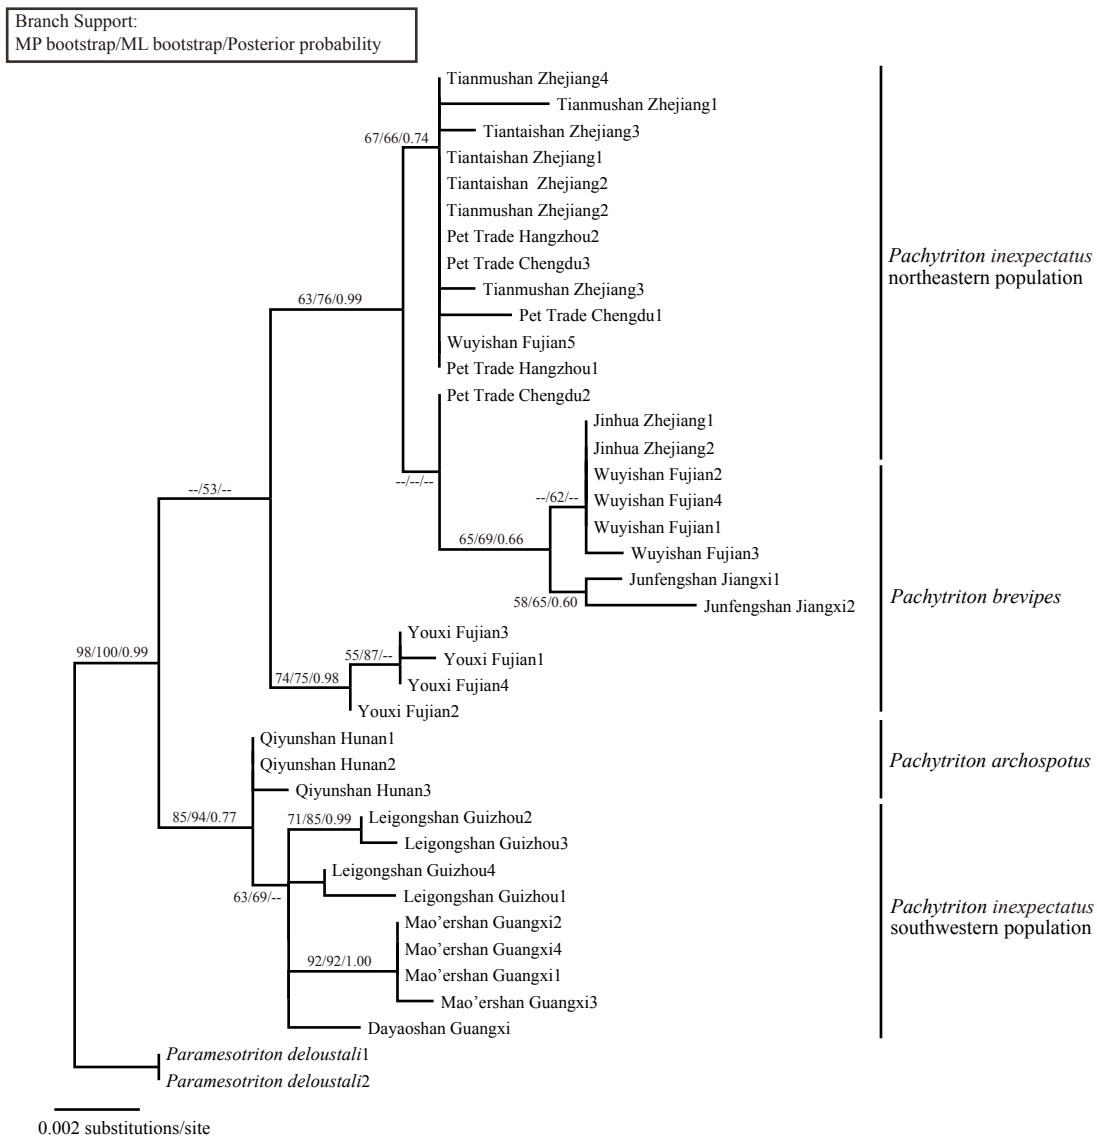 Branch Support:
MP bootstrap/ML bootstrap/Posterior probability
Tianmushan Zhejiang4
Tianmushan Zhejiang1
Tiantaishan Zhejiang3
67/66/0.74
Tiantaishan Zhejiang1
Tiantaishan  Zhejiang2
Tianmushan Zhejiang2
Pet Trade Hangzhou2
Pet Trade Chengdu3
Pachytriton inexpectatus
northeastern population
Tianmushan Zhejiang3
63/76/0.99
Pet Trade Chengdu1
Wuyishan Fujian5
Pet Trade Hangzhou1
Pet Trade Chengdu2
Jinhua Zhejiang1
Jinhua Zhejiang2
Wuyishan Fujian2
--/--/--
--/53/--
--/62/--
Wuyishan Fujian4
Wuyishan Fujian1
65/69/0.66
Wuyishan Fujian3
Junfengshan Jiangxi1
58/65/0.60
Junfengshan Jiangxi2
Pachytriton brevipes
Youxi Fujian3
98/100/0.99
55/87/--
Youxi Fujian1
74/75/0.98
Youxi Fujian4
Youxi Fujian2
Qiyunshan Hunan1
Qiyunshan Hunan2
Pachytriton archospotus
Qiyunshan Hunan3
85/94/0.77
71/85/0.99
Leigongshan Guizhou2
Leigongshan Guizhou3
Leigongshan Guizhou4
63/69/--
Leigongshan Guizhou1
Pachytriton inexpectatus
southwestern population
Mao’ershan Guangxi2
Mao’ershan Guangxi4
92/92/1.00
Mao’ershan Guangxi1
Mao’ershan Guangxi3
Dayaoshan Guangxi
Paramesotriton deloustali1
Paramesotriton deloustali2
0.002 substitutions/site